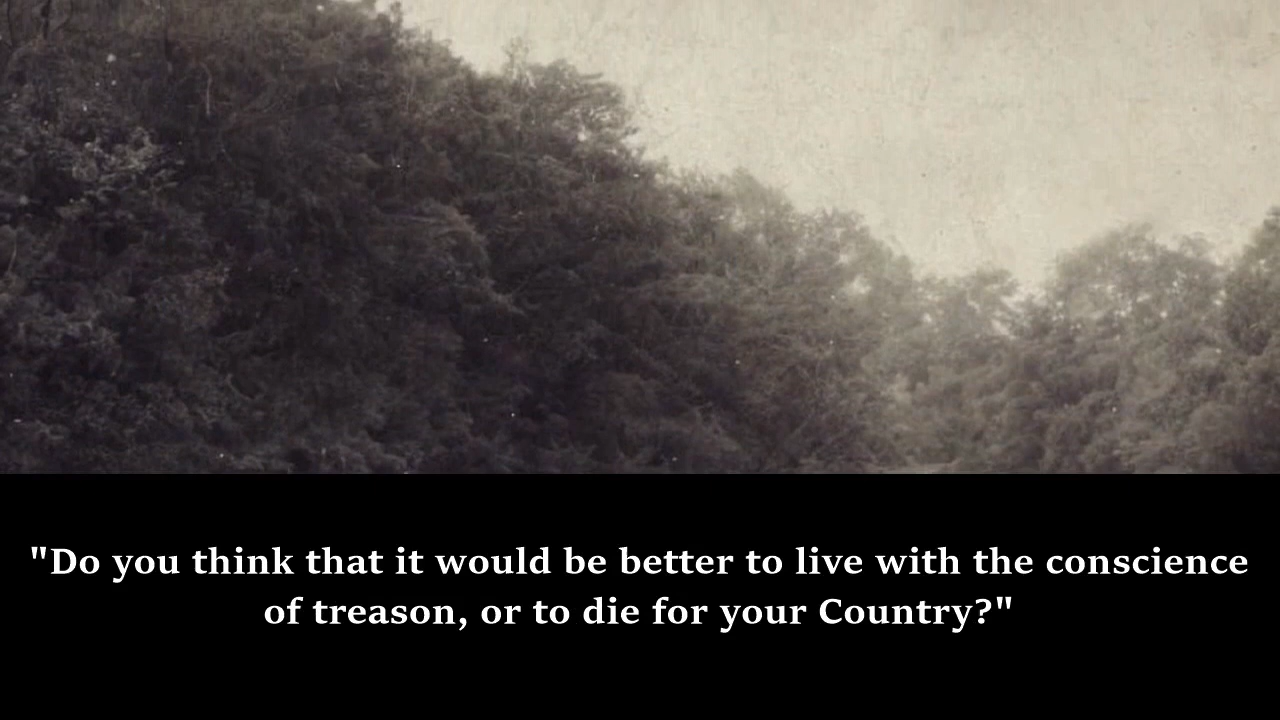 "Do you think that it would be better to live with the conscience
of treason, or to die for your Country?"